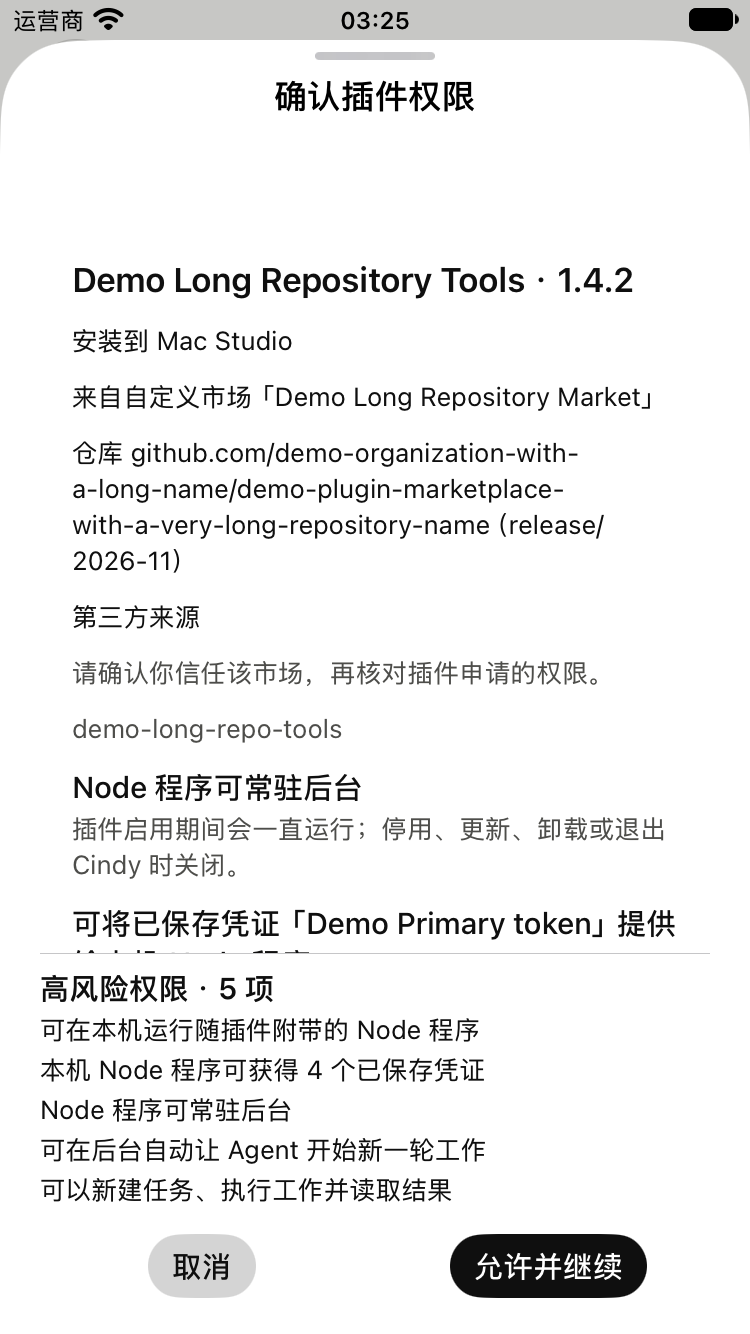 运营商
03:25
确认插件权限
Demo Long Repository Tools · 1.4.2
安装到 Mac Studio
来自自定义市场「Demo Long Repository Market」
仓库 github.com/demo-organization-with-
a-long-name/demo-plugin-marketplace-
with-a-very-long-repository-name (release/
2026-11)
第三方来源
请确认你信任该市场，再核对插件申请的权限。
demo-long-repo-tools
Node 程序可常驻后台
插件启用期间会一直运行；停用、更新、卸载或退出
Cindy 时关闭。
可将已保存凭证「Demo Primary token」提供
高风险权限 · 5 项
可在本机运行随插件附带的 Node 程序
本机 Node 程序可获得 4 个已保存凭证
Node 程序可常驻后台
可在后台自动让 Agent 开始新一轮工作
可以新建任务、执行工作并读取结果
取消
允许并继续